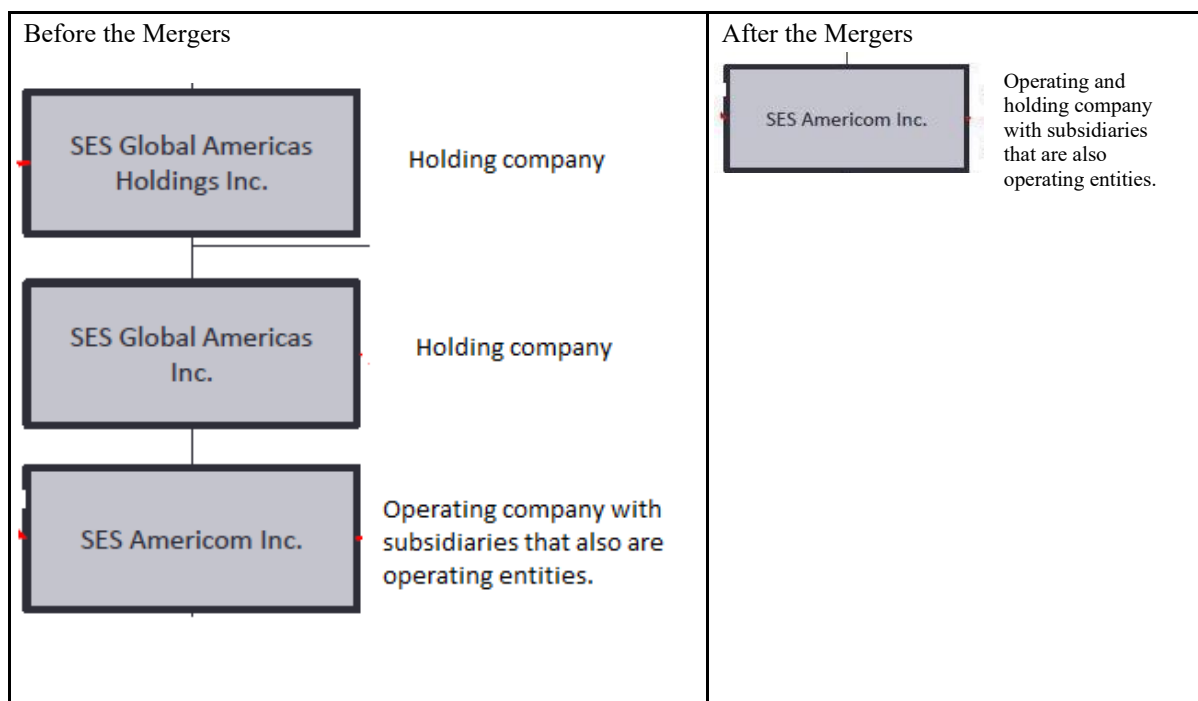 Before the Mergers
SES Global Americas
Holdings Inc.
Holding company
SES Global Americas
Inc.
Holding company
SES Americom Inc.
Operating company with
subsidiaries that also are
operating entities.
After the Mergers
SES Americom Inc.
Operating and
holding company
with subsidiaries
that are also
operating entities.